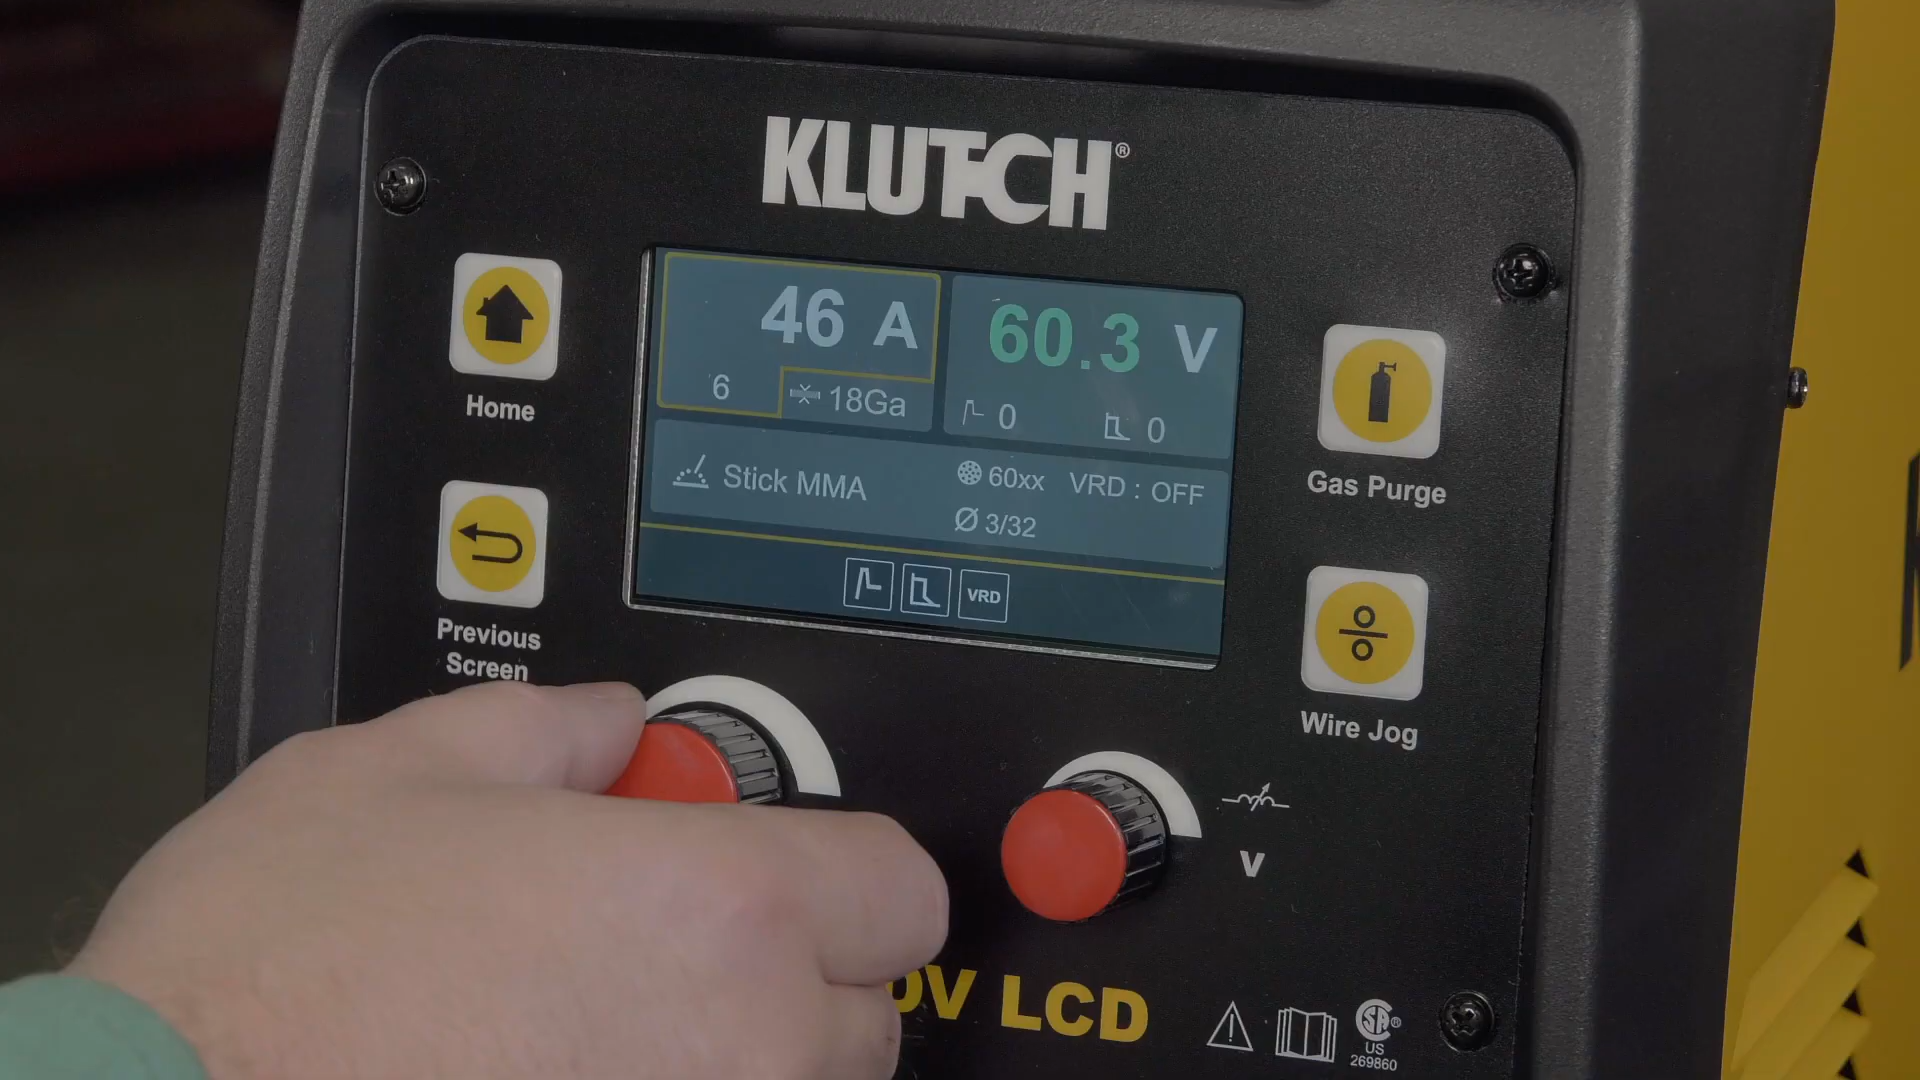 KLUTCH®
46 A
6
18Ga
60.3 V
0
0
Stick MMA
60xx
VRD : OFF
Ø 3/32
VRD
Home
Previous
Screen
Gas Purge
Wire Jog
V
V LCD
CSA®
US
269860